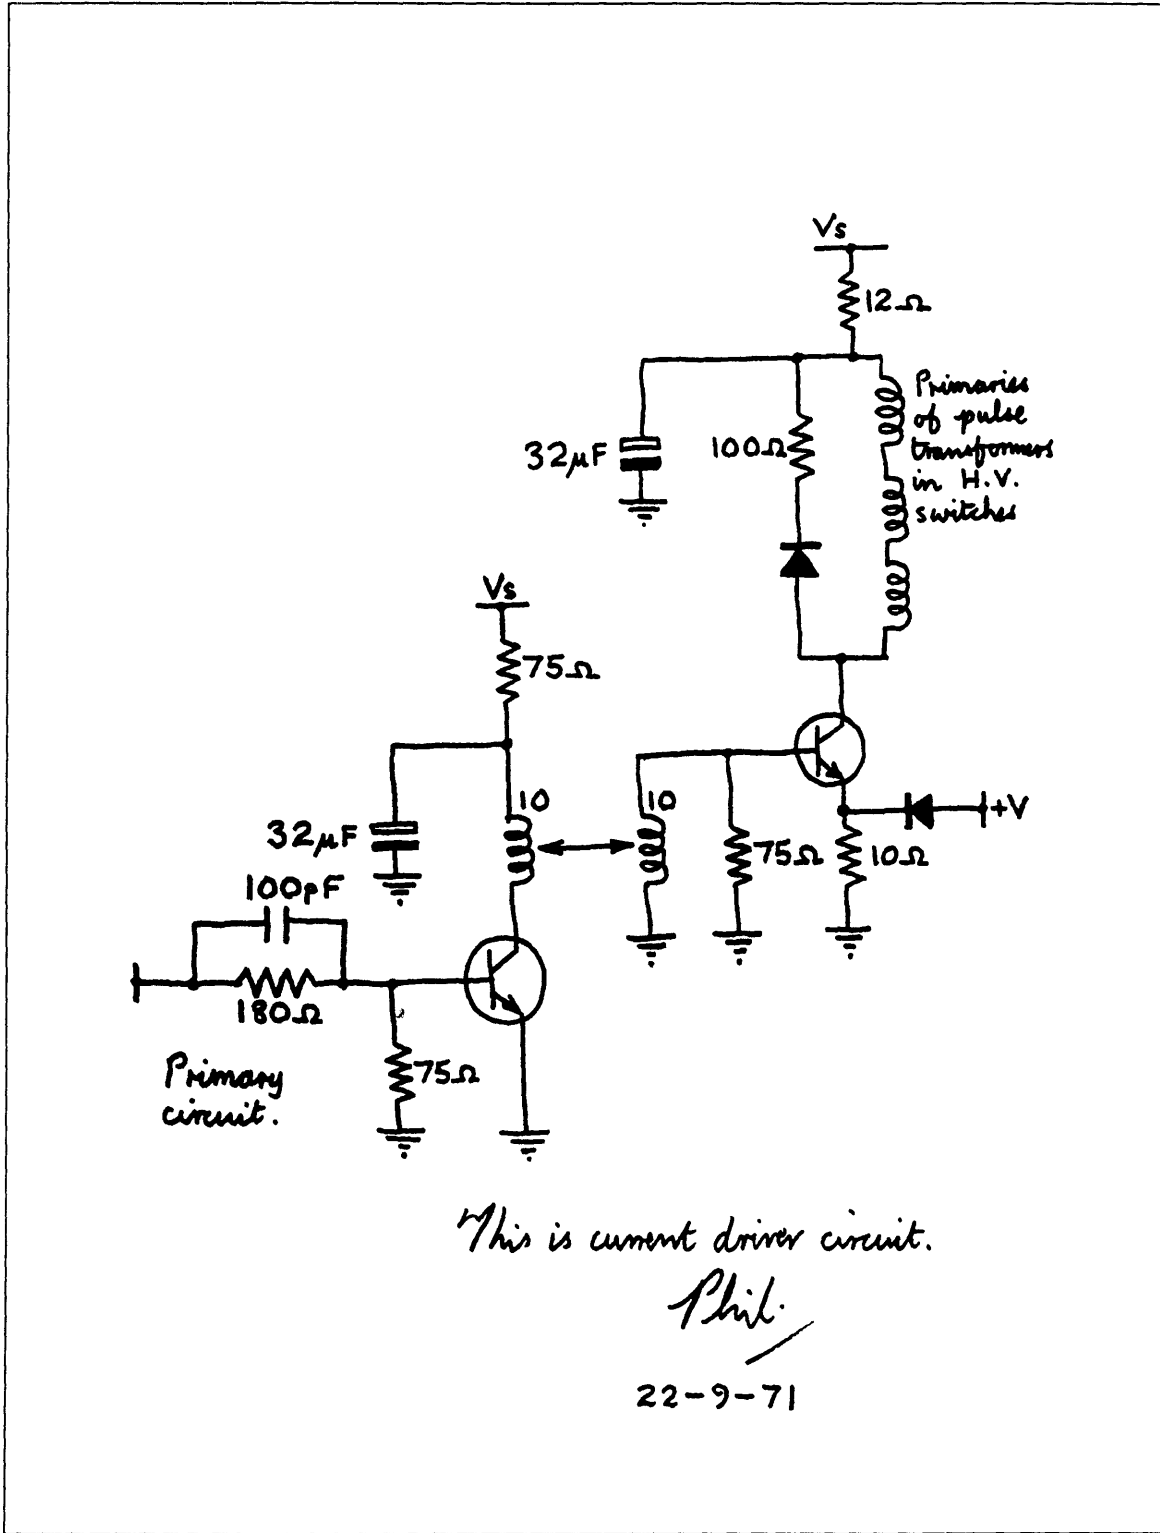 Vs
12Ω
Primaries
of pulse
transformers
in H.V.
switches
32μF
100Ω
Vs
75Ω
10
10
32μF
+V
75Ω
10Ω
100pF
180Ω
75Ω
Primary
circuit.
This is current driver circuit.
Phil.
22-9-71